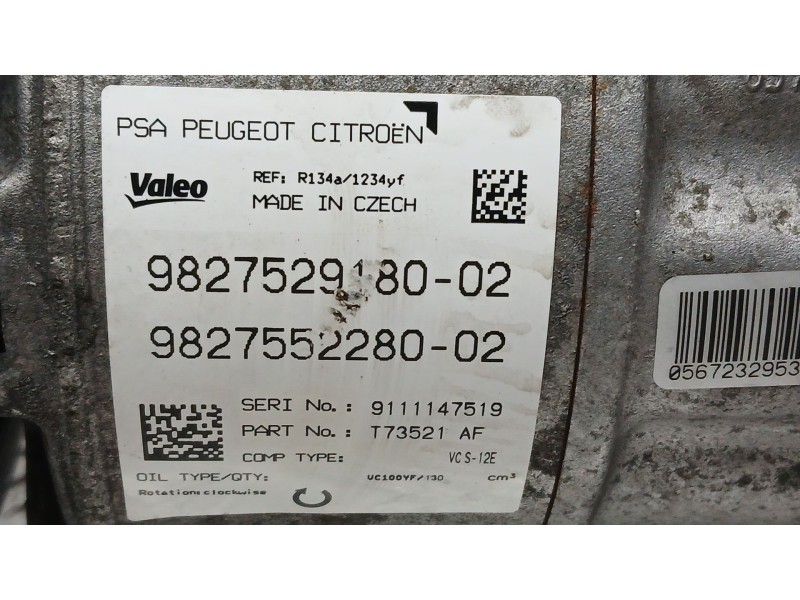 PSA PEUGEOT CITROËN
Valeo
REF: R134a/1234yf
MADE IN CZECH
9827529180-02
9827552280-02
SERI No.: 9111147519
PART No.: T73521 AF
COMP TYPE: VCS-12E
OIL TYPE/QTY: VC100YF/130 cm³
Rotation:clockwise
0567232953